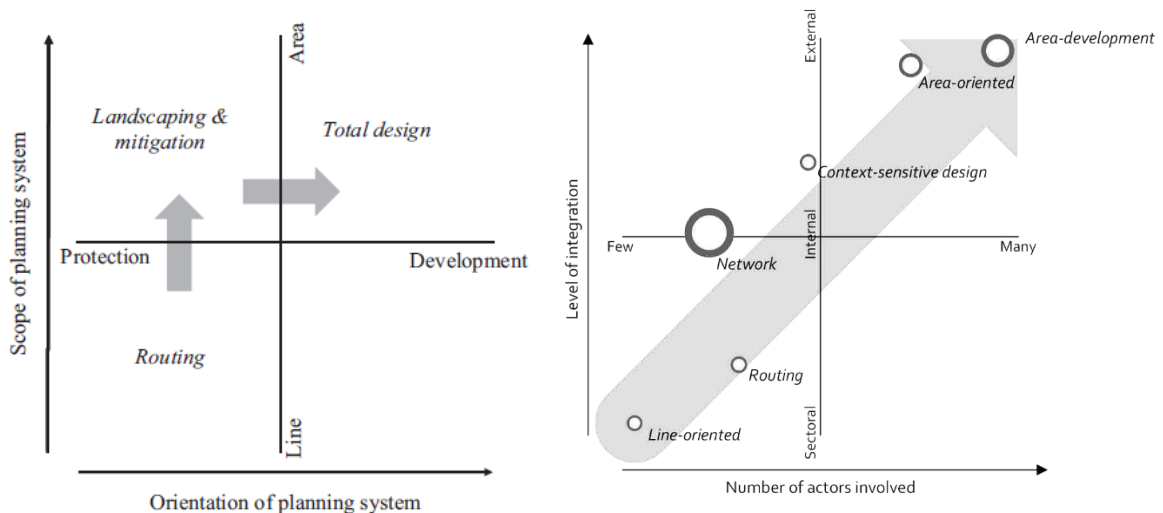 Area
Landscaping &
mitigation
Total design
Scope of planning system
Protection
Development
Routing
Line
Orientation of planning system
External
Area-development
Area-oriented
Context-sensitive design
Level of integration
Few
Internal
Many
Network
Routing
Line-oriented
Sectoral
Number of actors involved